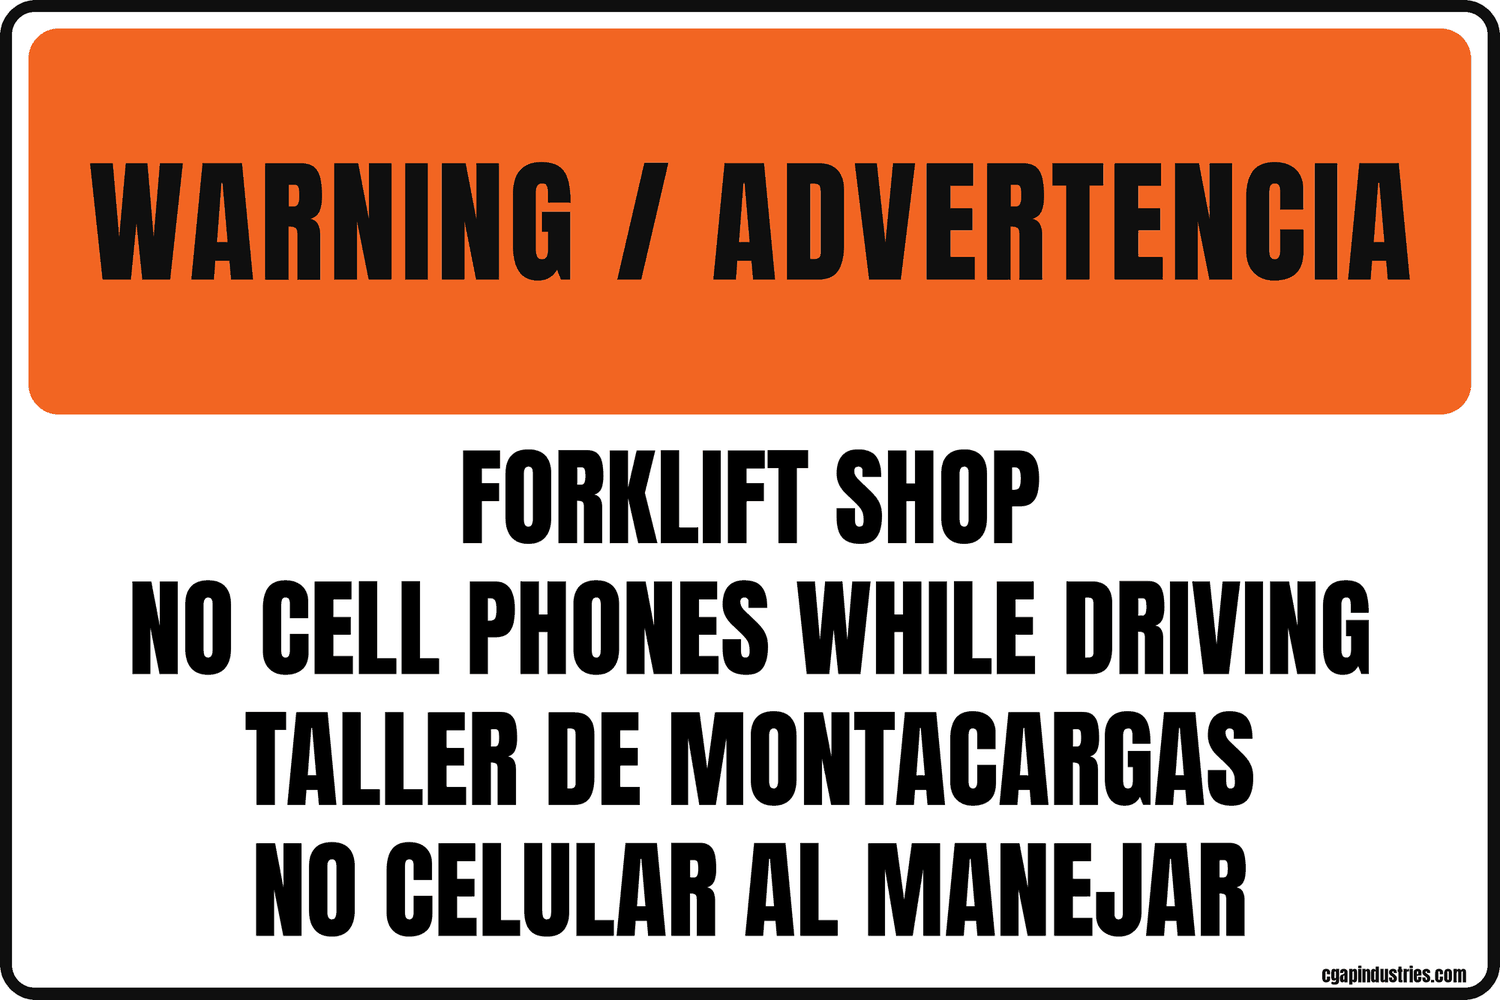 WARNING / ADVERTENCIA
FORKLIFT SHOP
NO CELL PHONES WHILE DRIVING
TALLER DE MONTACARGAS
NO CELULAR AL MANEJAR
cgapindustries.com